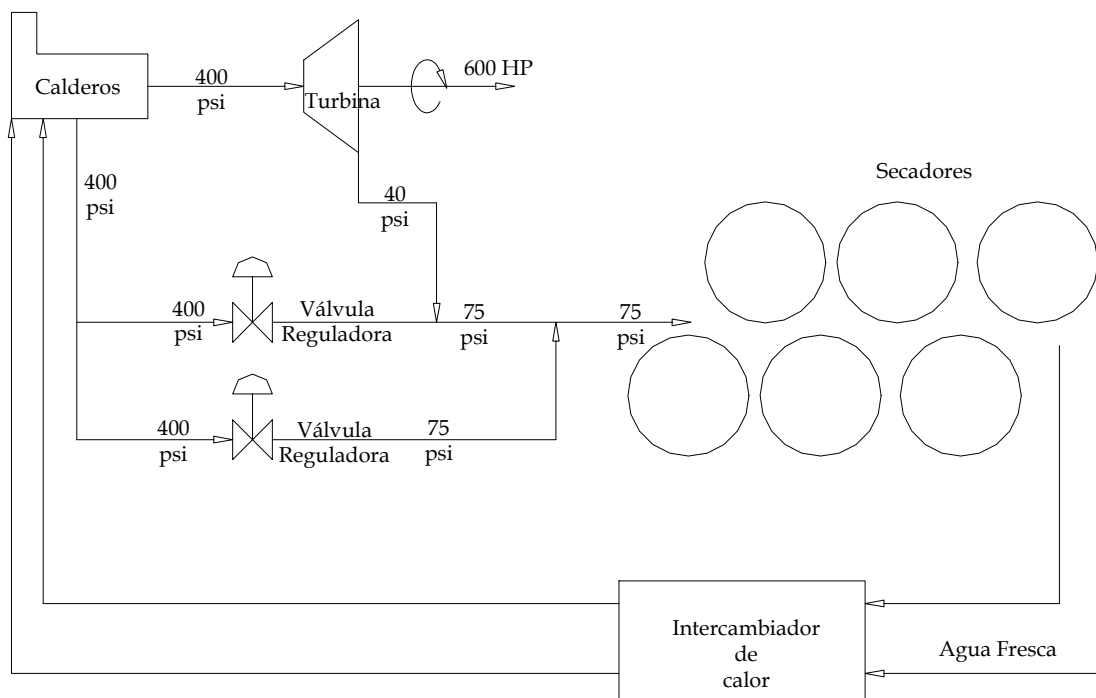 Calderos
400
psi
Turbina
600 HP
400
psi
40
psi
Secadores
400
psi
Válvula
Reguladora
75
psi
75
psi
400
psi
Válvula
Reguladora
75
psi
Intercambiador
de
calor
Agua Fresca